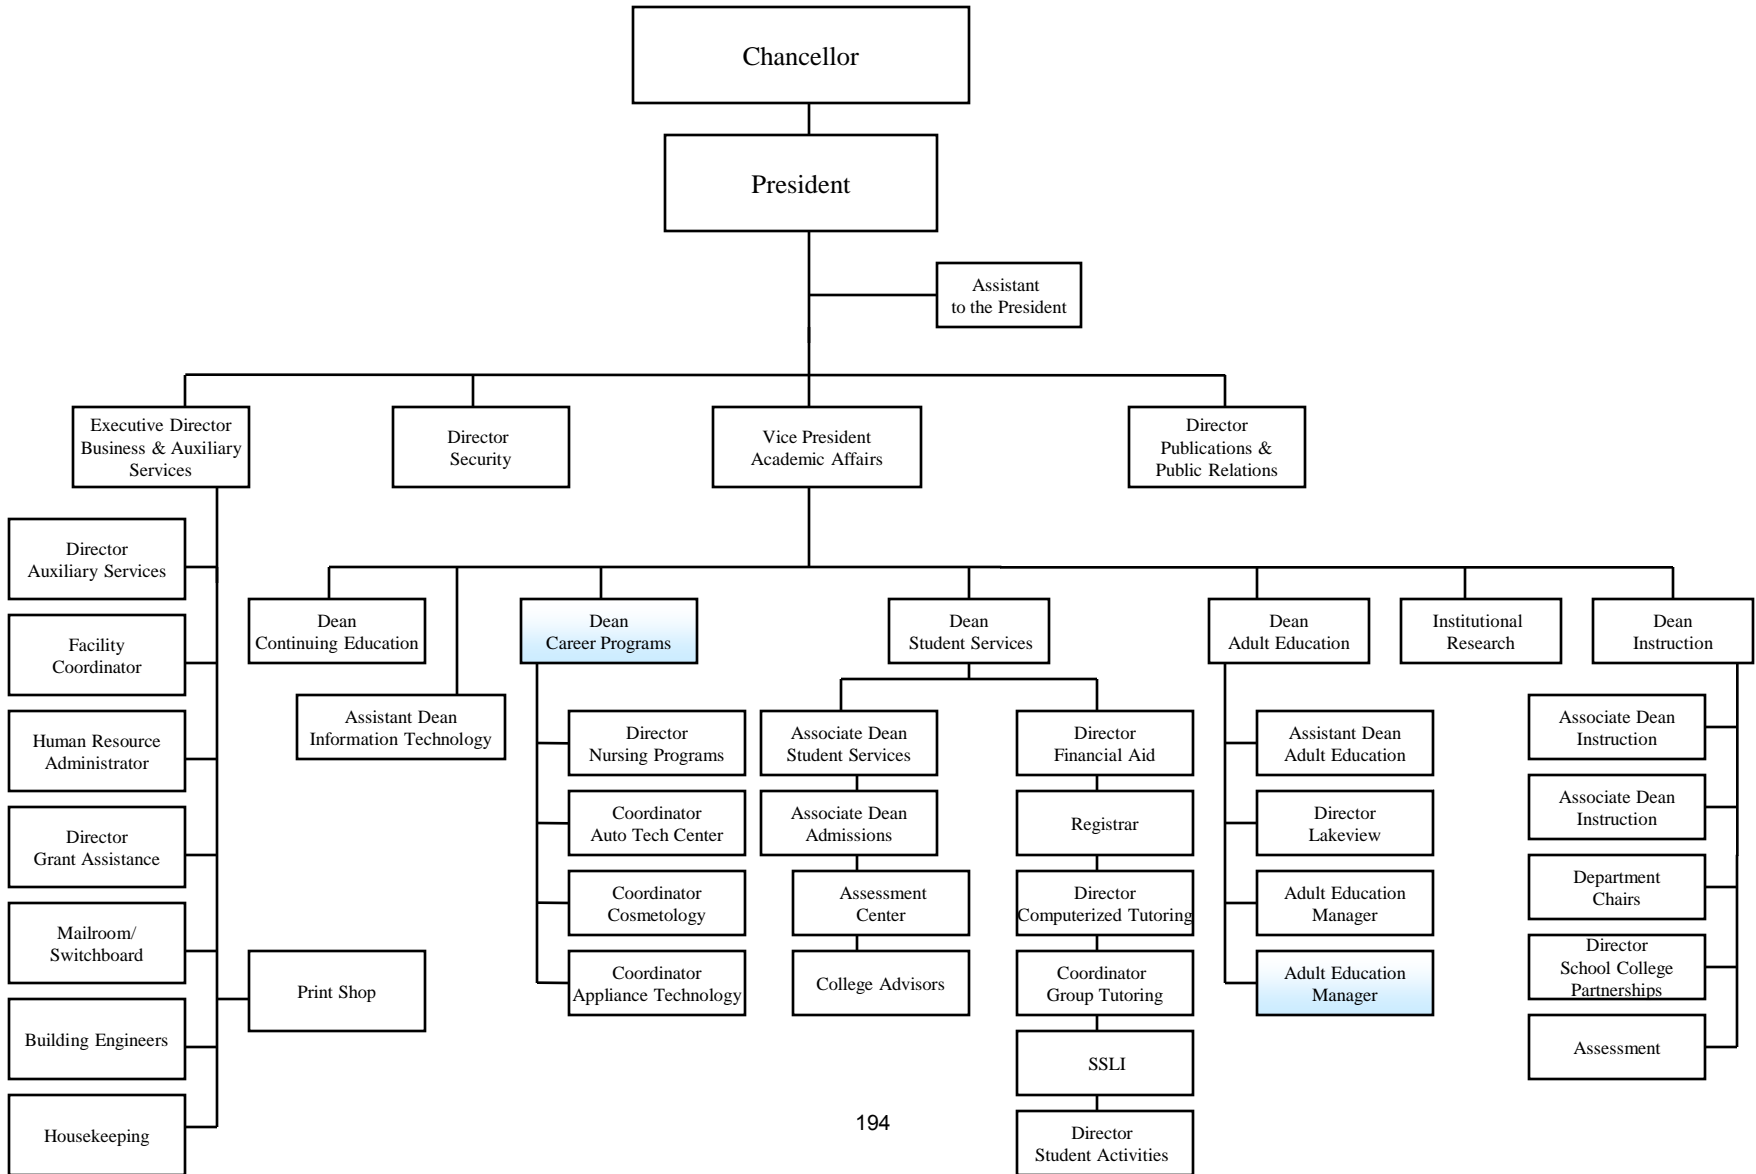 Chancellor
President
Assistant
to the President
Executive Director
Business & Auxiliary
Services
Director
Security
Vice President
Academic Affairs
Director
Publications &
Public Relations
Director
Auxiliary Services
Facility
Coordinator
Human Resource
Administrator
Director
Grant Assistance
Mailroom/
Switchboard
Building Engineers
Housekeeping
Print Shop
Dean
Continuing Education
Assistant Dean
Information Technology
Dean
Career Programs
Director
Nursing Programs
Coordinator
Auto Tech Center
Coordinator
Cosmetology
Coordinator
Appliance Technology
Dean
Student Services
Associate Dean
Student Services
Associate Dean
Admissions
Assessment
Center
College Advisors
Director
Financial Aid
Registrar
Director
Computerized Tutoring
Coordinator
Group Tutoring
SSLI
Director
Student Activities
Dean
Adult Education
Assistant Dean
Adult Education
Director
Lakeview
Adult Education
Manager
Adult Education
Manager
Institutional
Research
Dean
Instruction
Associate Dean
Instruction
Associate Dean
Instruction
Department
Chairs
Director
School College
Partnerships
Assessment
194